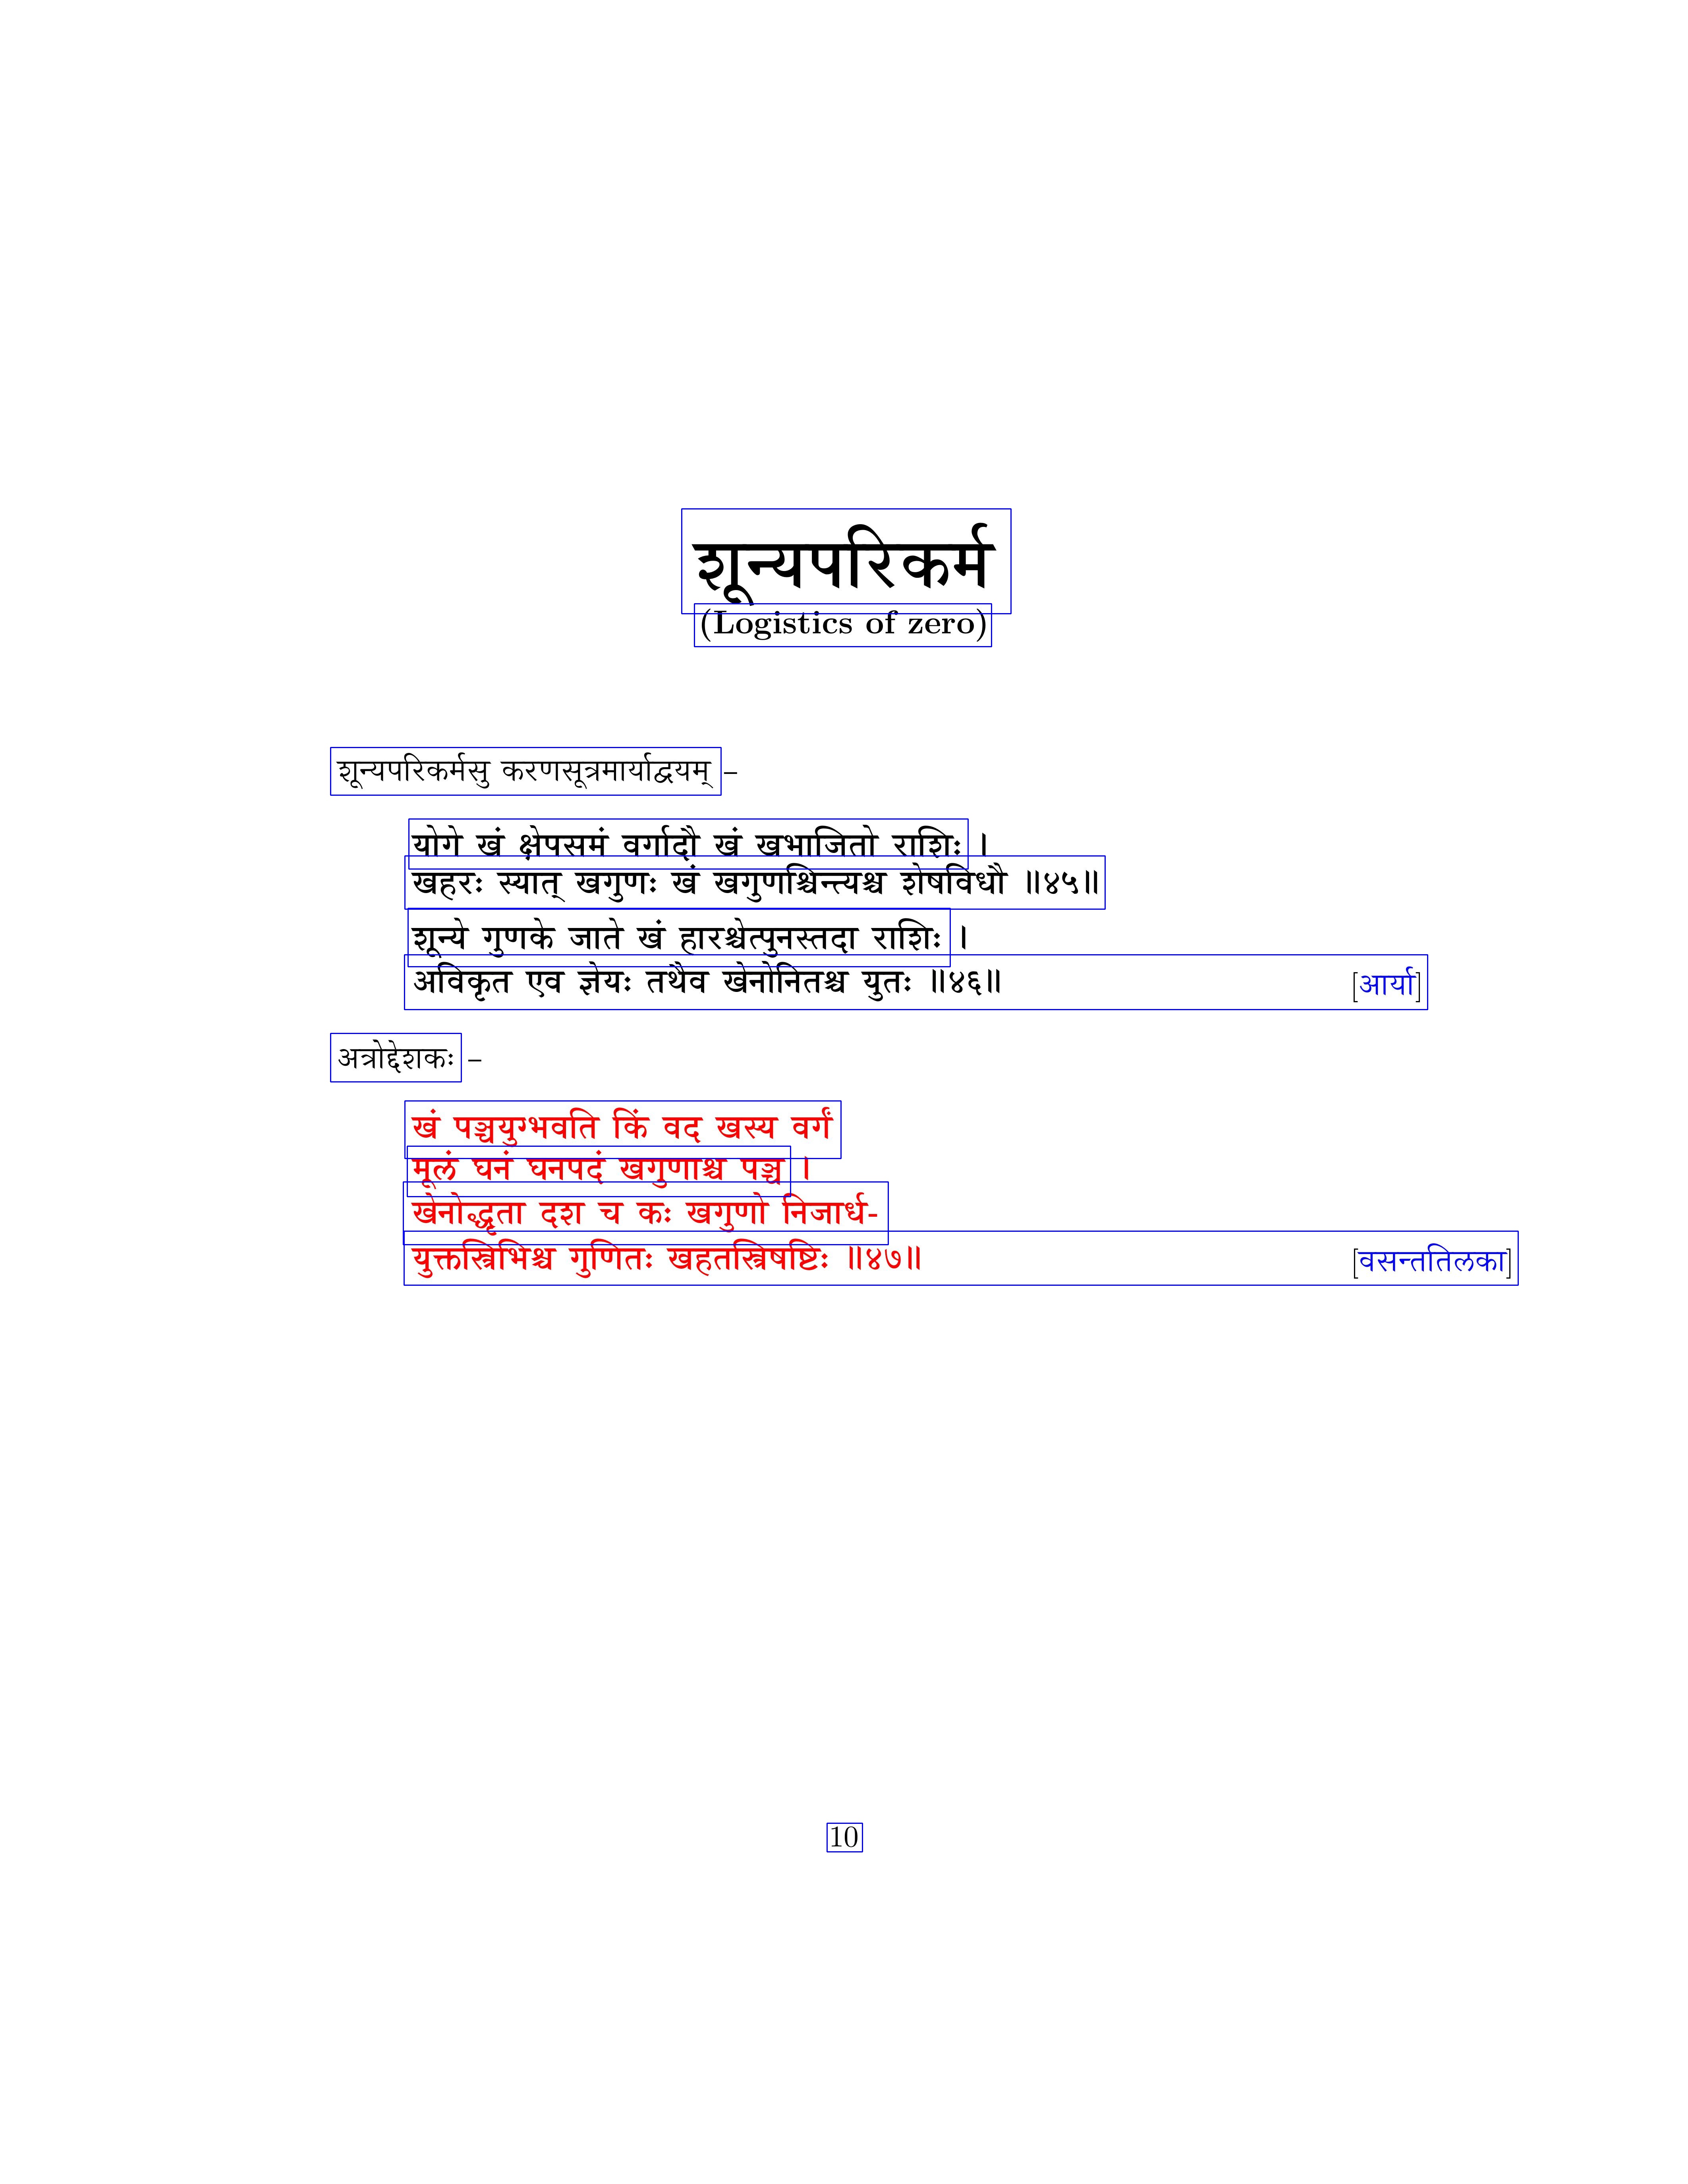 शून्यपरिकर्म
(Logistics of zero)
शून्यपरिकर्मसु करणसूत्रमार्याद्वयम् –
योगे खं क्षेपसमं वर्गादौ खं खभाजितो राशिः ।
खहरः स्यात् खगुणः खं खगुणश्चिन्त्यश्च शेषविधौ ॥४५॥
शून्ये गुणके जाते खं हारश्चेत्पुनस्तदा राशिः ।
अविकृत एव ज्ञेयः तथैव खेनोनितश्च युतः ॥४६॥ [आर्या]
अत्रोद्देशकः –
खं पञ्चयुग्भवति किं वद खस्य वर्गं
मूलं घनं घनपदं खगुणाश्च पञ्च ।
खेनोद्धृता दश च कः खगुणो निजार्ध-
युक्तस्त्रिभिश्च गुणितः खहतस्त्रिषष्टिः ॥४७॥ [वसन्ततिलका]
10